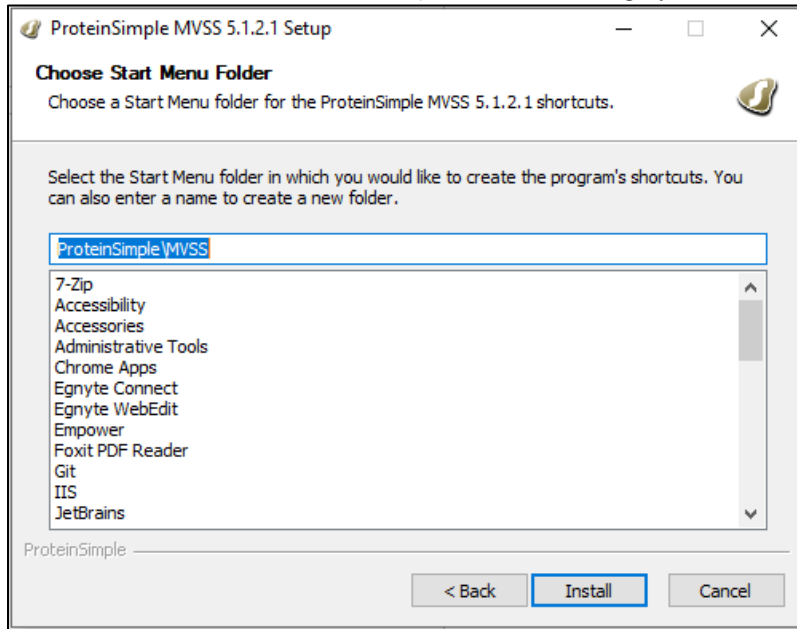 ProteinSimple MVSS 5.1.2.1 Setup
Choose Start Menu Folder
Choose a Start Menu folder for the ProteinSimple MVSS 5.1.2.1 shortcuts.
Select the Start Menu folder in which you would like to create the program's shortcuts. You
can also enter a name to create a new folder.
ProteinSimple\MVSS
7-Zip
Accessibility
Accessories
Administrative Tools
Chrome Apps
Egnyte Connect
Egnyte WebEdit
Empower
Foxit PDF Reader
Git
IIS
JetBrains
ProteinSimple
< Back Install Cancel